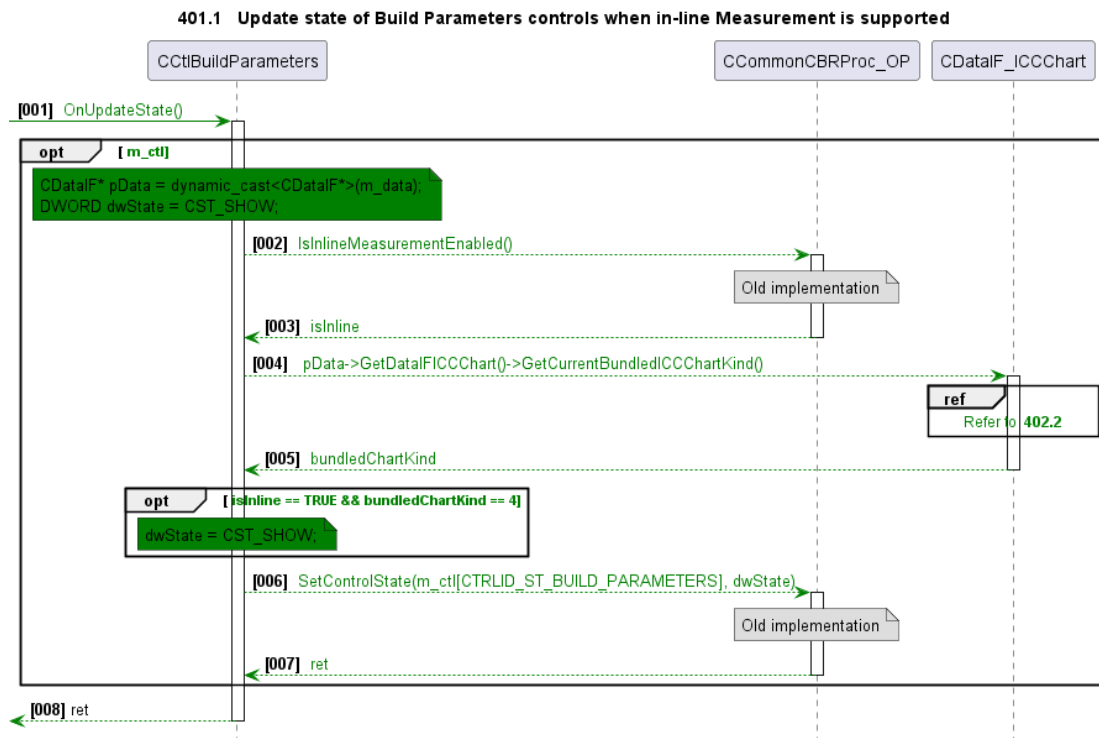 401.1 Update state of Build Parameters controls when in-line Measurement is supported
CCtlBuildParameters
CCommonCBRProc_OP
CDataIF_ICCChart
[001] OnUpdateState()
opt [ m_ctl]
CDataIF* pData = dynamic_cast<CDataIF*>(m_data);
DWORD dwState = CST_SHOW;
[002] IsInlineMeasurementEnabled()
Old implementation
[003] isInline
[004] pData->GetDataIFICCChart()->GetCurrentBundledICCChartKind()
ref
Refer to 402.2
[005] bundledChartKind
opt [ isInline == TRUE && bundledChartKind == 4]
dwState = CST_SHOW;
[006] SetControlState(m_ctl[CTRLID_ST_BUILD_PARAMETERS], dwState)
Old implementation
[007] ret
[008] ret